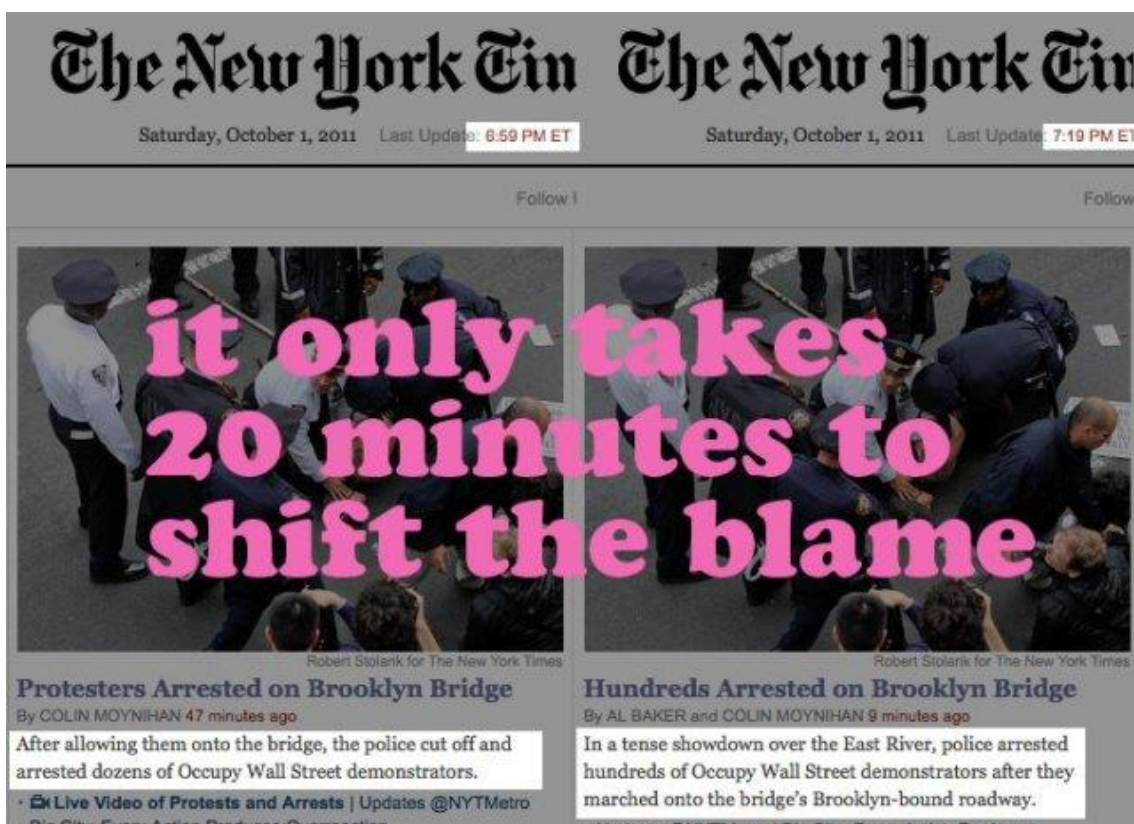 The New York Tim
Saturday, October 1, 2011 Last Update: 6:59 PM ET
Follow
Robert Stolarik for The New York Times
Protesters Arrested on Brooklyn Bridge
By COLIN MOYNIHAN 47 minutes ago
After allowing them onto the bridge, the police cut off and
arrested dozens of Occupy Wall Street demonstrators.
Live Video of Protests and Arrests | Updates @NYTMetro
The New York Tim
Saturday, October 1, 2011 Last Update: 7:19 PM ET
Follow
Robert Stolarik for The New York Times
Hundreds Arrested on Brooklyn Bridge
By AL BAKER and COLIN MOYNIHAN 9 minutes ago
In a tense showdown over the East River, police arrested
hundreds of Occupy Wall Street demonstrators after they
marched onto the bridge's Brooklyn-bound roadway.
it only takes
20 minutes to
shift the blame